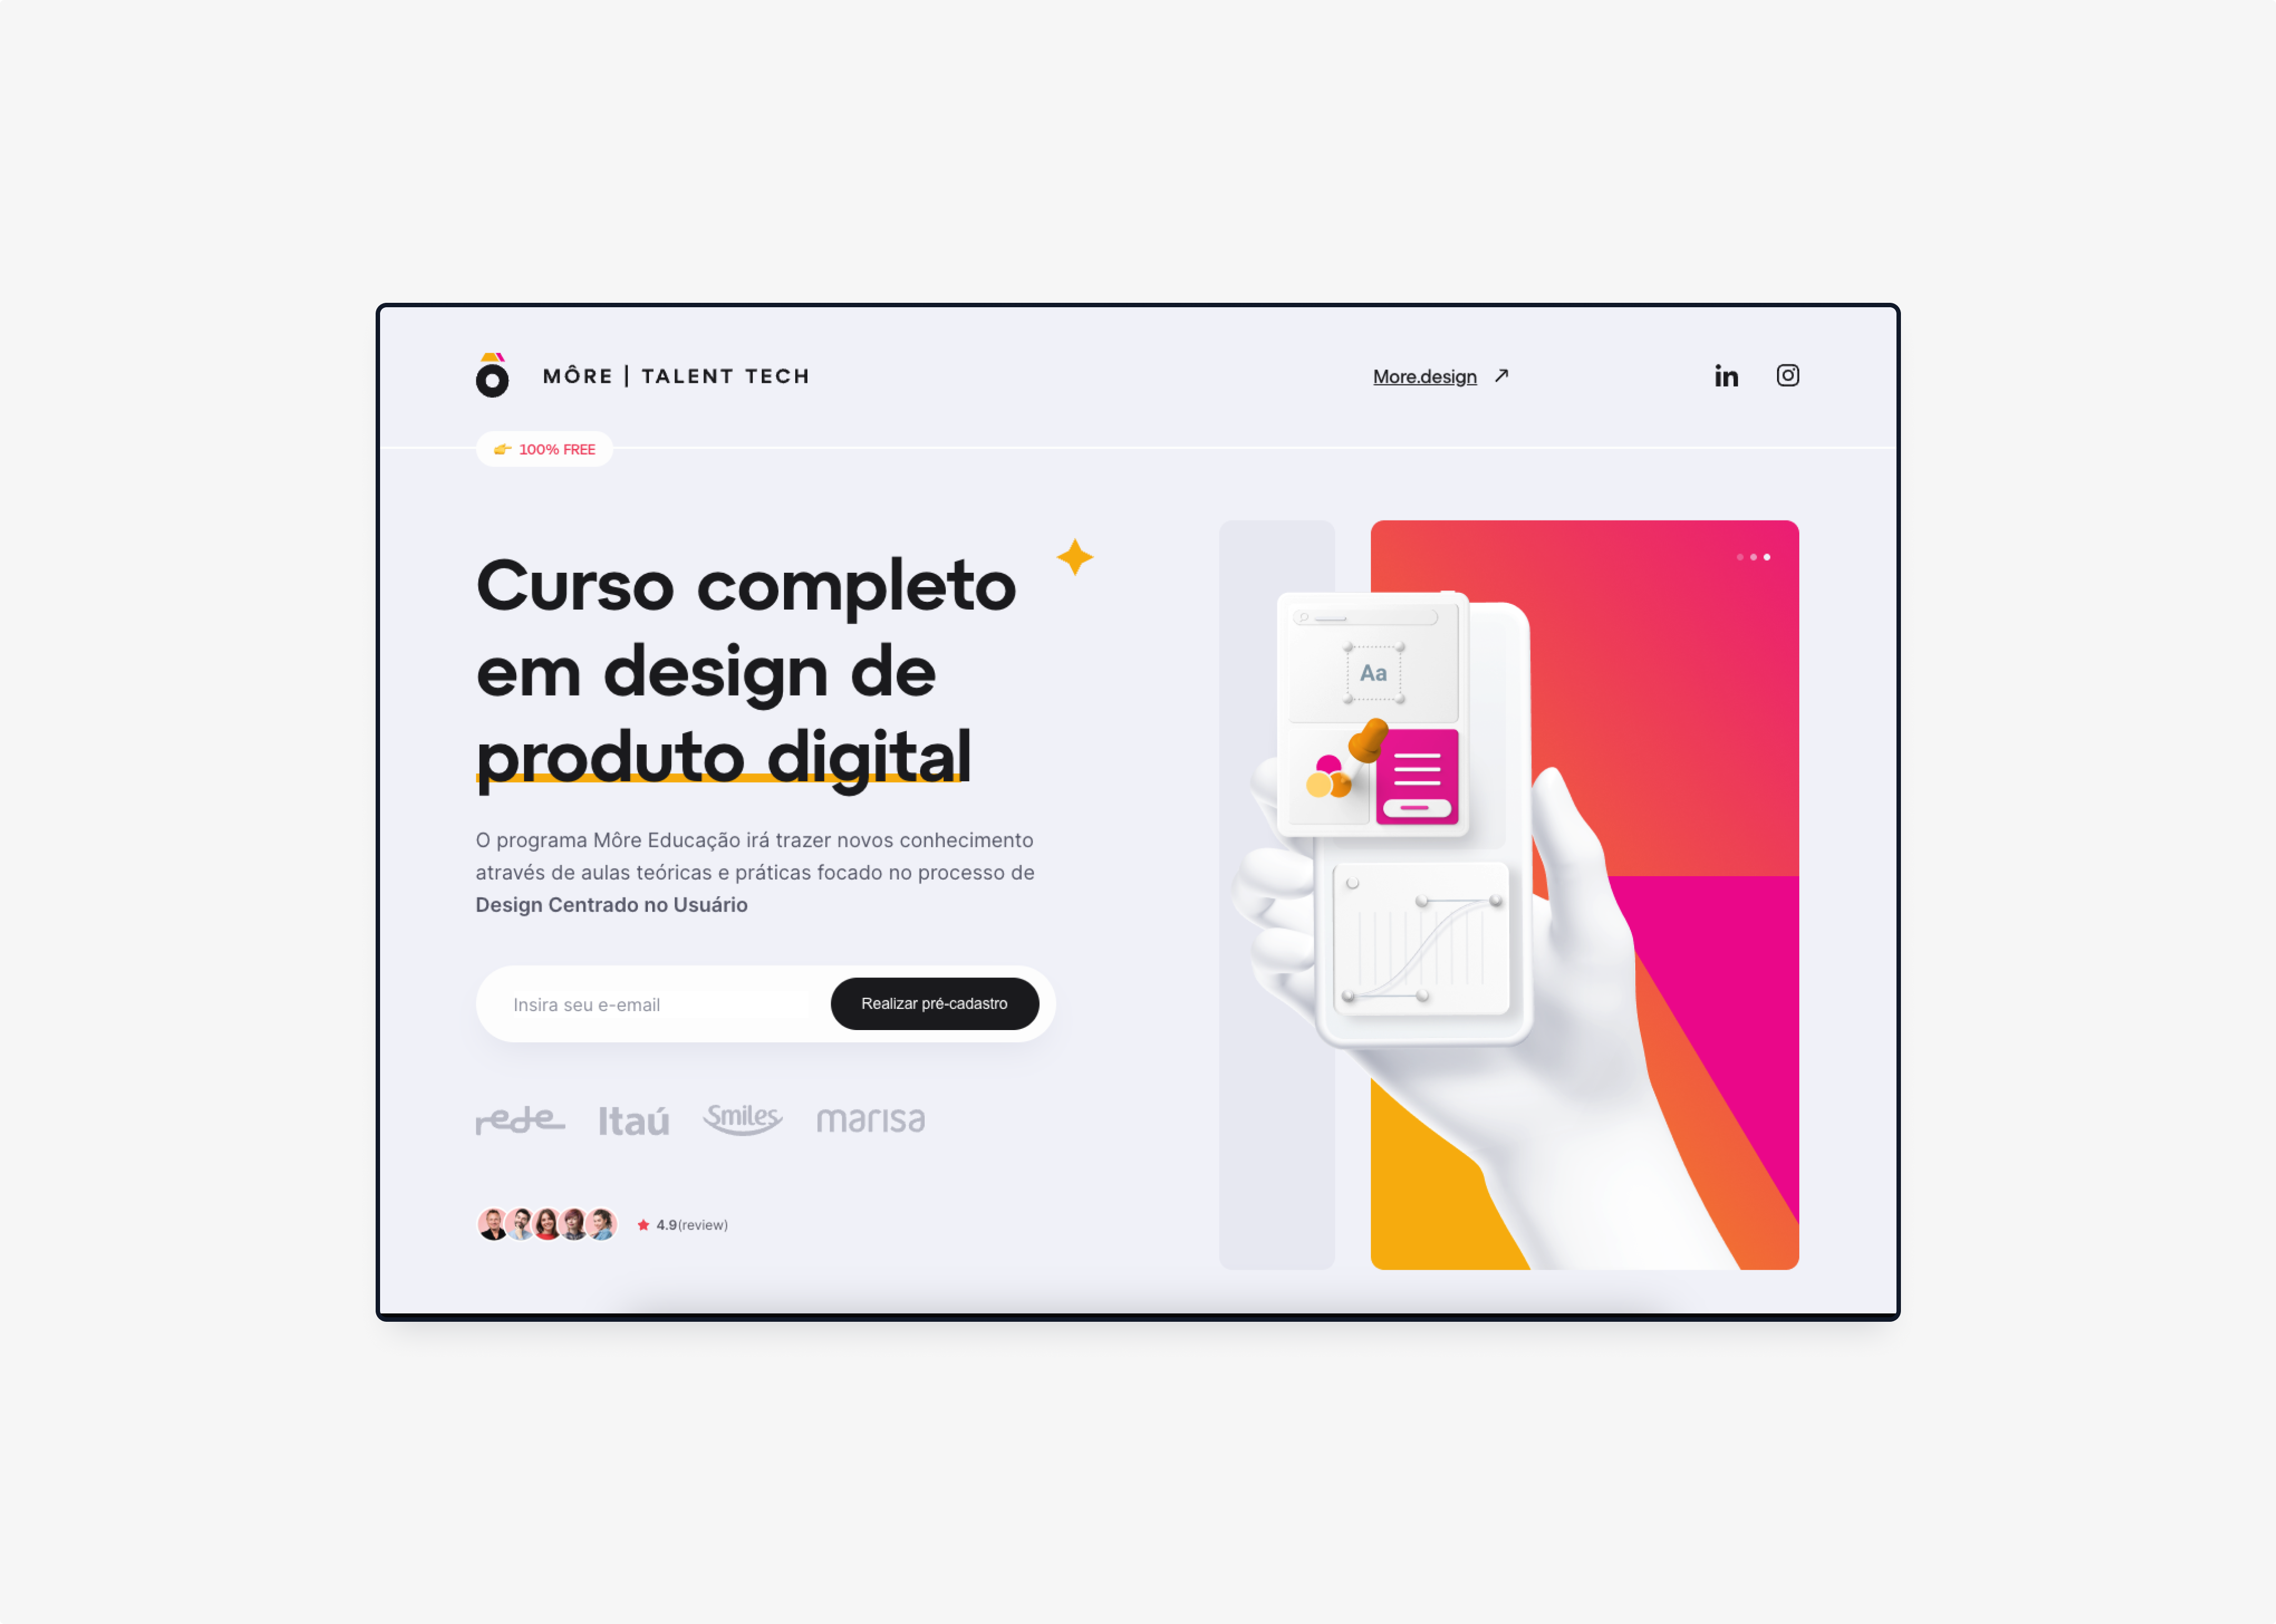 MÔRE | TALENT TECH
More.design
in
👉 100% FREE
Curso completo
em design de
produto digital
O programa Môre Educação irá trazer novos conhecimento
através de aulas teóricas e práticas focado no processo de
Design Centrado no Usuário
Insira seu e-email
Realizar pré-cadastro
rede Itaú Smiles marisa
4.9(review)
Aa